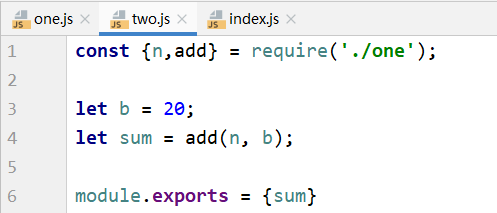 one.js two.js index.js
1 const {n,add} = require('./one');
2
3 let b = 20;
4 let sum = add(n, b);
5
6 module.exports = {sum}